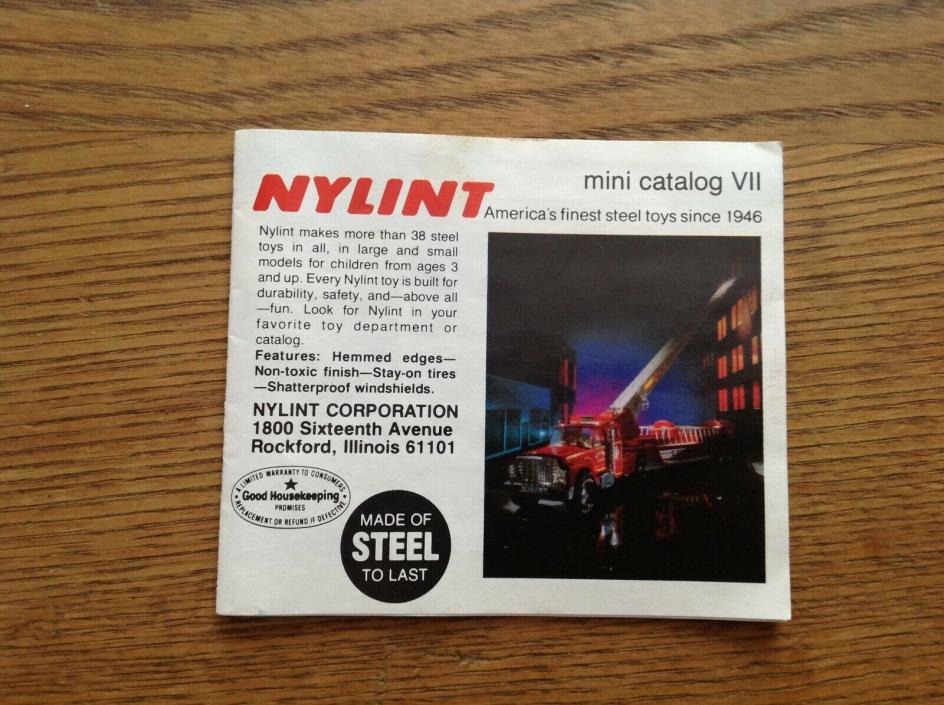 NYLINT
mini catalog VII
America's finest steel toys since 1946
Nylint makes more than 38 steel
toys in all, in large and small
models for children from ages 3
and up. Every Nylint toy is built for
durability, safety, and—above all
—fun. Look for Nylint in your
favorite toy department or
catalog.
Features: Hemmed edges—
Non-toxic finish—Stay-on tires
—Shatterproof windshields.
NYLINT CORPORATION
1800 Sixteenth Avenue
Rockford, Illinois 61101
A LIMITED WARRANTY TO CONSUMERS
Good Housekeeping
PROMISES
REPLACEMENT OR REFUND IF DEFECTIVE
MADE OF
STEEL
TO LAST